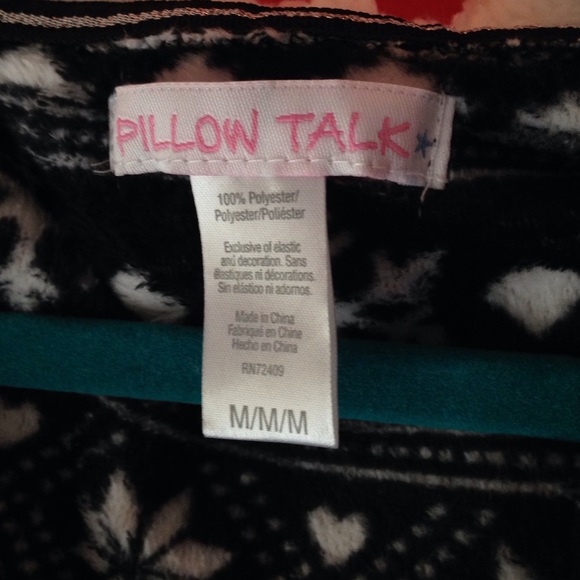 PILLOW TALK
100% Polyester/
Polyester/Poliéster
Exclusive of elastic
and decoration. Sans
élastiques ni décorations.
Sin elástico ni adornos.
Made in China
Fabriqué en Chine
Hecho en China
RN72409
M/M/M